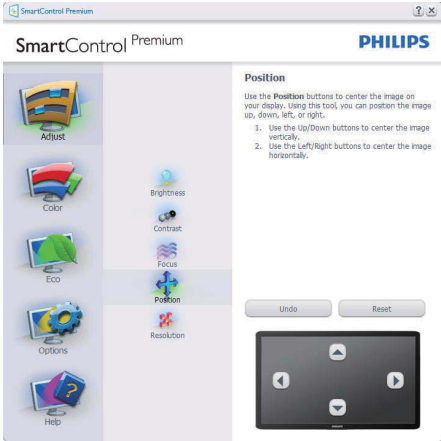 SmartControl Premium
? x
SmartControl Premium
PHILIPS
Adjust
Color
Eco
Options
Help
Brightness
Contrast
Focus
Position
Resolution
Position
Use the Position buttons to center the image on
your display. Using this tool, you can position the image
up, down, left, or right.
1. Use the Up/Down buttons to center the image
vertically.
2. Use the Left/Right buttons to center the image
horizontally.
Undo
Reset
PHILIPS